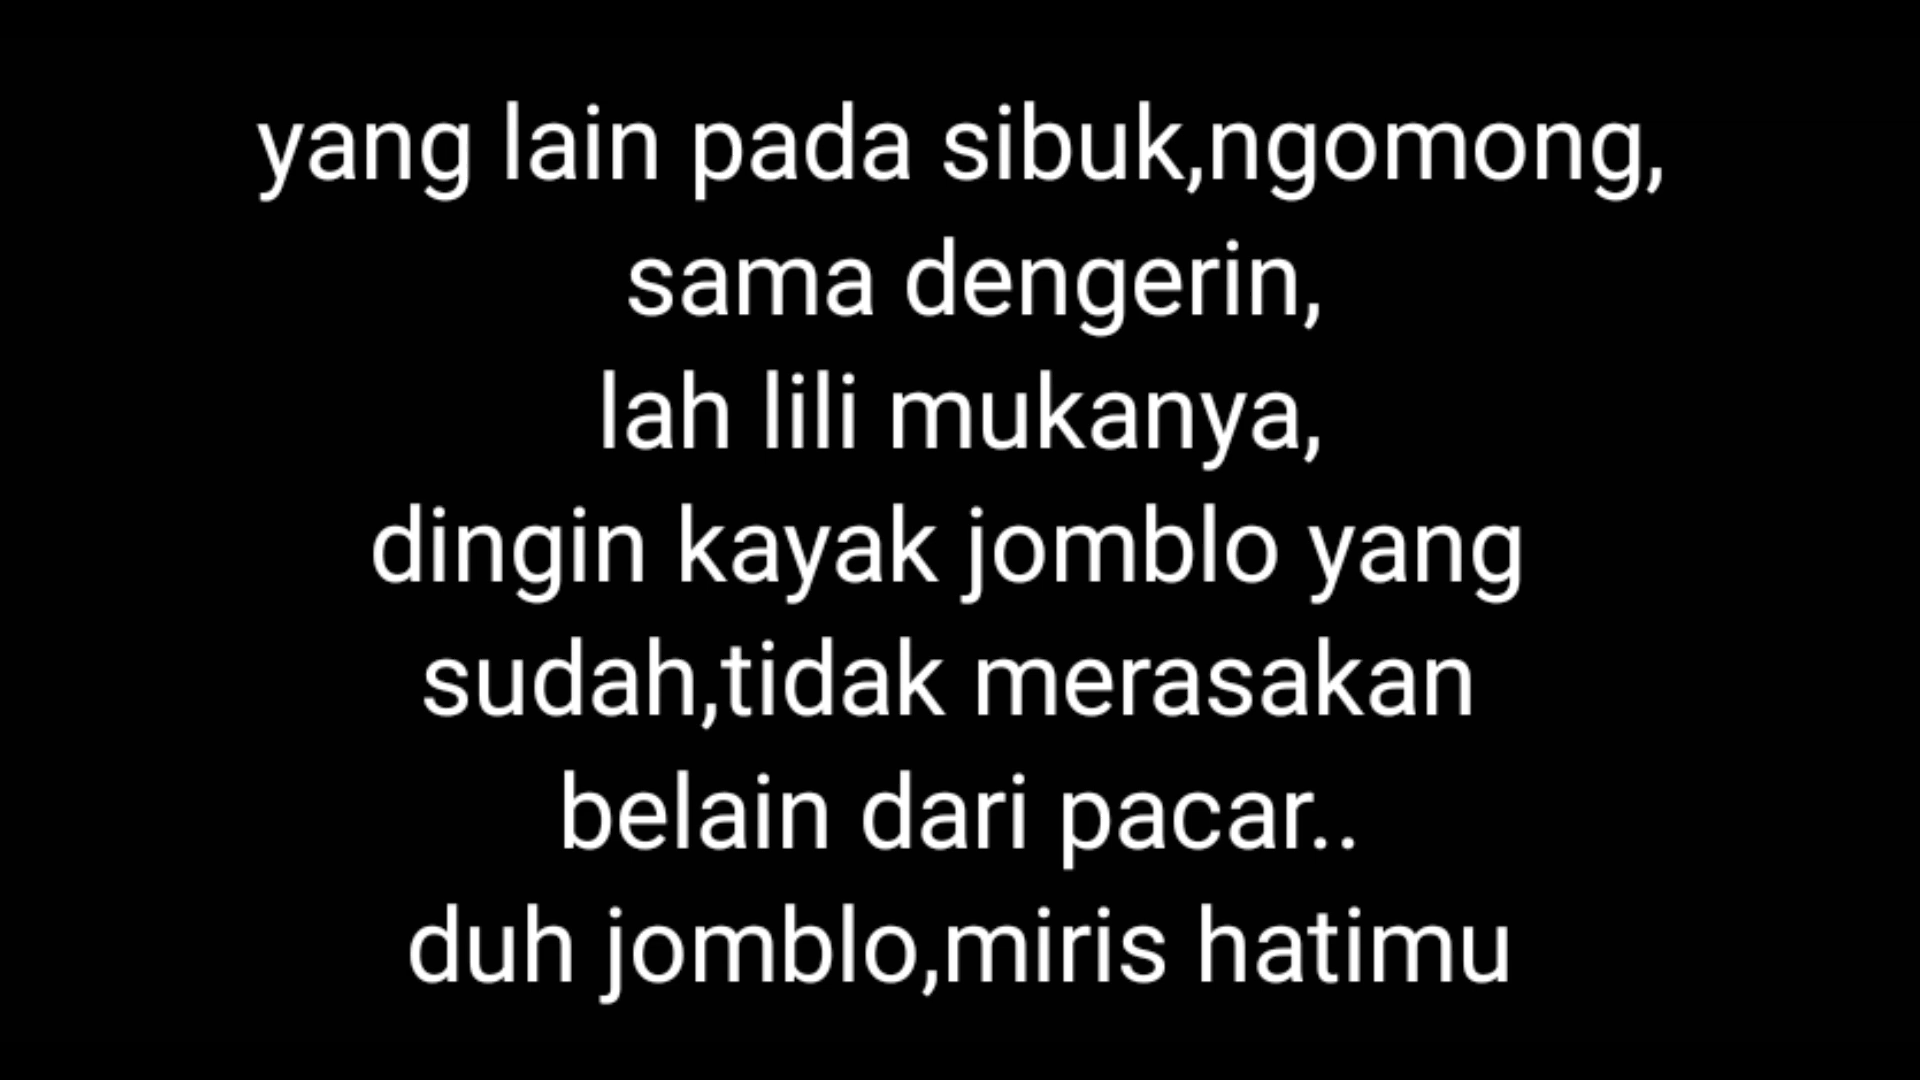 yang lain pada sibuk,ngomong,
sama dengerin,
lah lili mukanya,
dingin kayak jomblo yang
sudah,tidak merasakan
belain dari pacar..
duh jomblo,miris hatimu